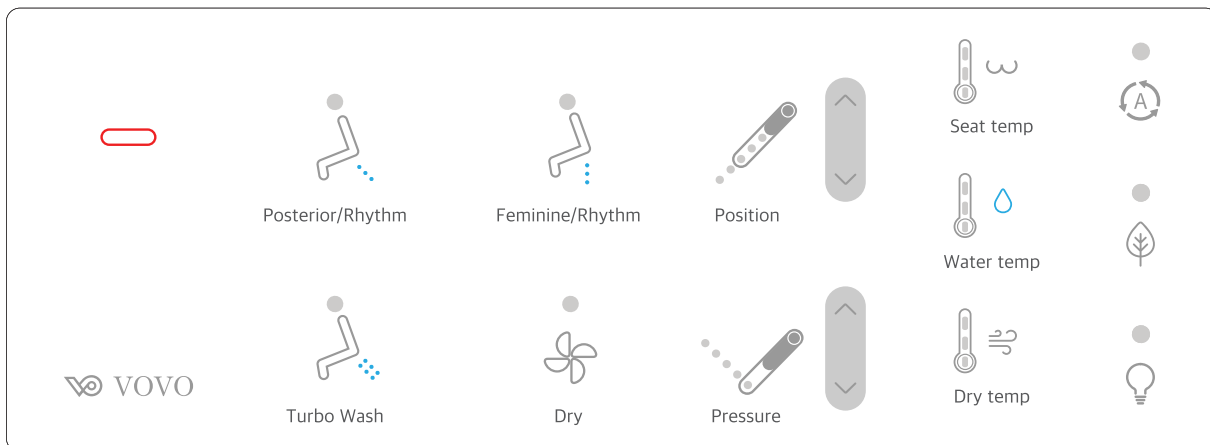 Posterior/Rhythm
Feminine/Rhythm
Position
Seat temp
A
Water temp
VOVO
Turbo Wash
Dry
Pressure
Dry temp